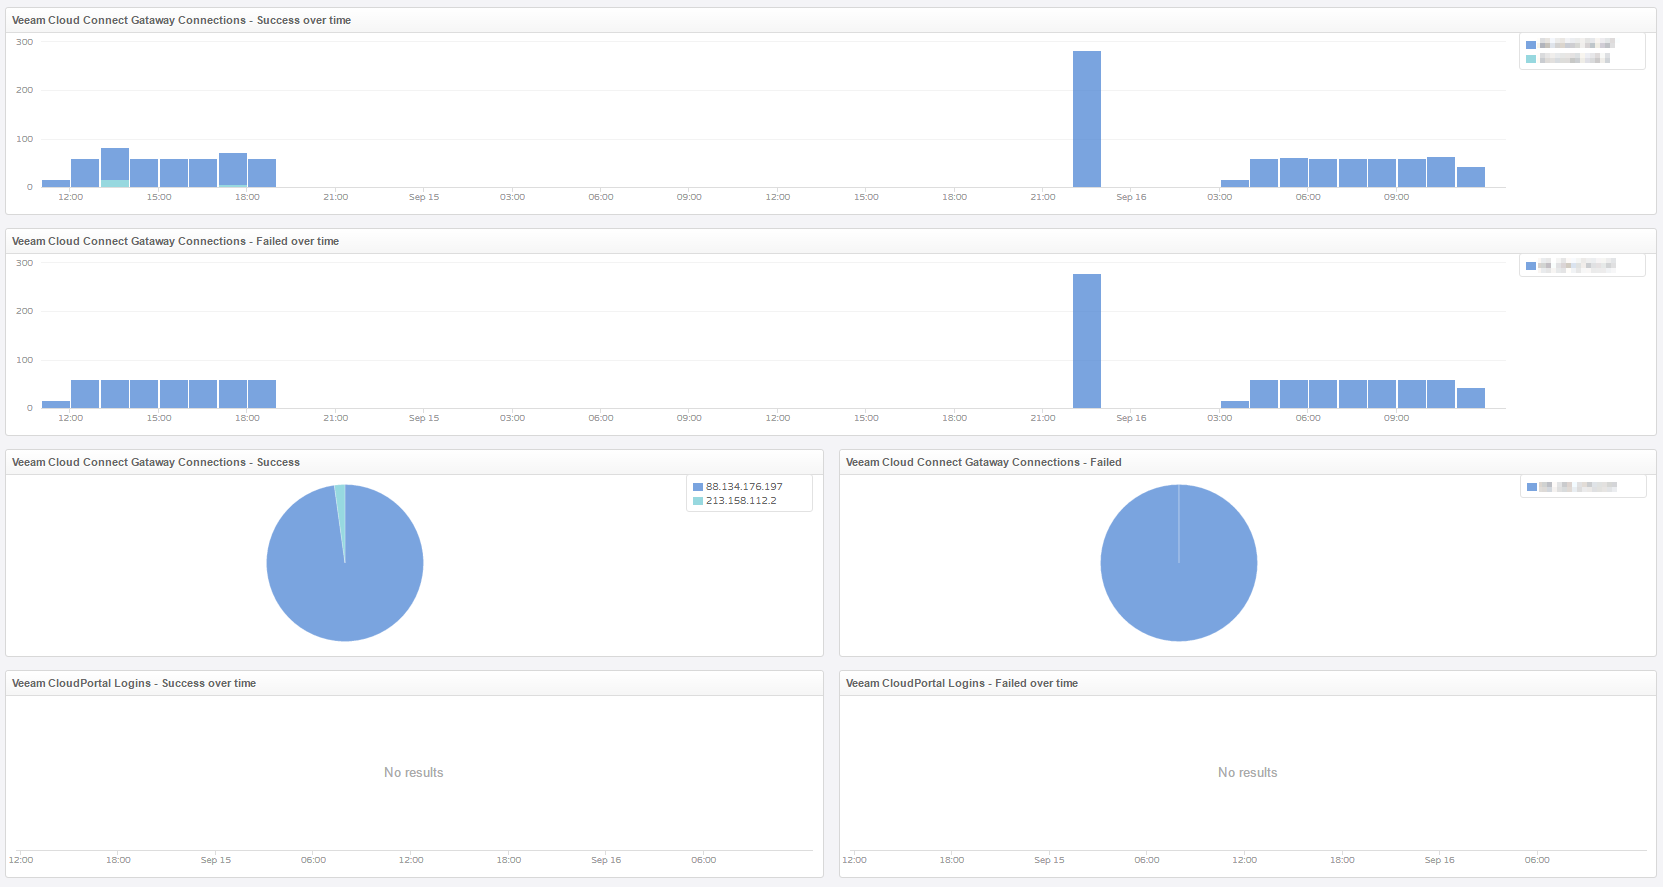 Veeam Cloud Connect Gataway Connections - Success over time
300
200
100
0
12:00 15:00 18:00 21:00 Sep 15 03:00 06:00 09:00 12:00 15:00 18:00 21:00 Sep 16 03:00 06:00 09:00
Veeam Cloud Connect Gataway Connections - Failed over time
300
200
100
0
12:00 15:00 18:00 21:00 Sep 15 03:00 06:00 09:00 12:00 15:00 18:00 21:00 Sep 16 03:00 06:00 09:00
Veeam Cloud Connect Gataway Connections - Success
88.134.176.197
213.158.112.2
Veeam Cloud Connect Gataway Connections - Failed
Veeam CloudPortal Logins - Success over time
No results
12:00 18:00 Sep 15 06:00 12:00 18:00 Sep 16 06:00
Veeam CloudPortal Logins - Failed over time
No results
12:00 18:00 Sep 15 06:00 12:00 18:00 Sep 16 06:00